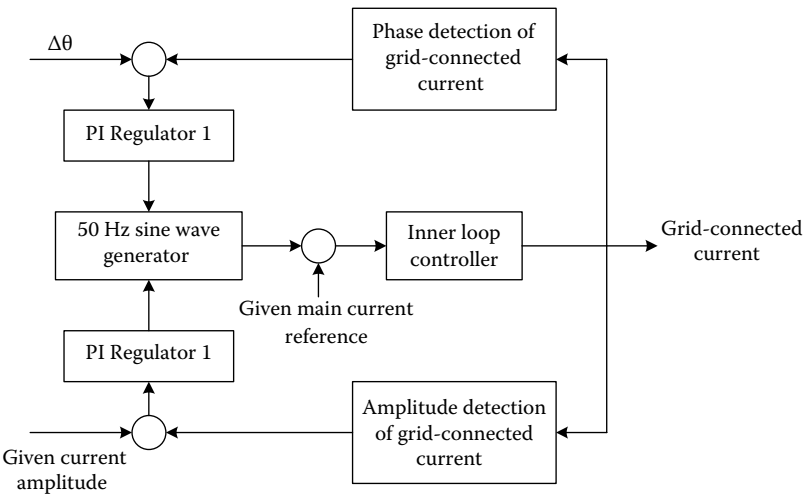 Δθ
Phase detection of
grid-connected
current
PI Regulator 1
50 Hz sine wave
generator
Inner loop
controller
Grid-connected
current
Given main current
reference
PI Regulator 1
Amplitude detection
of grid-connected
current
Given current
amplitude